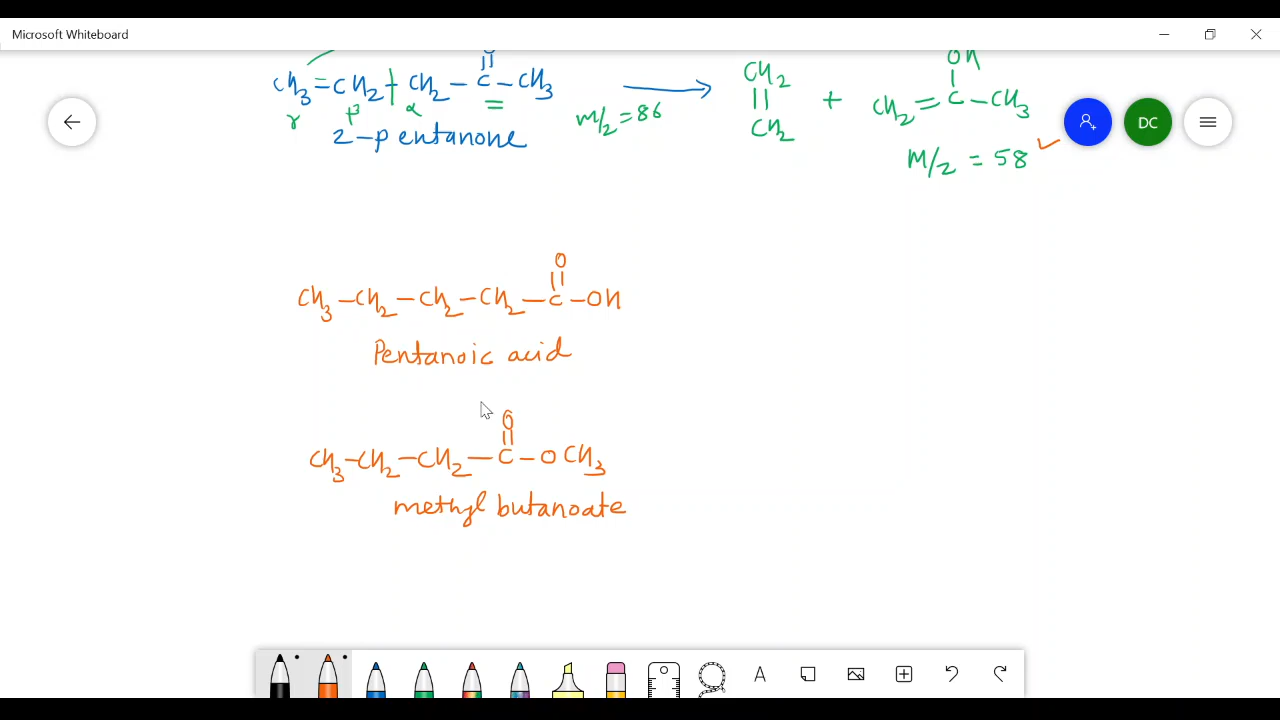 Microsoft Whiteboard
O OH
CH3=CH2+CH2-C-CH3 → CH2 + CH2=C-CH3
γ β α = m/z=86 CH2
2-pentanone
M/z = 58 ✓
DC
O
CH3-CH2-CH2-CH2-C-OH
Pentanoic acid
O
CH3-CH2-CH2-C-OCH3
methyl butanoate
A